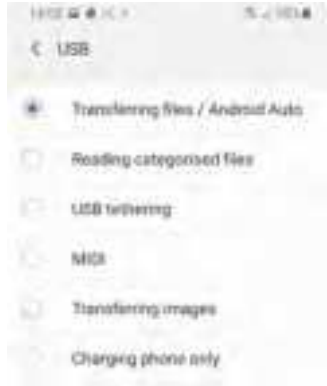 USB
Transferring files / Android Auto
Reading categorised files
USB tethering
MIDI
Transferring images
Charging phone only